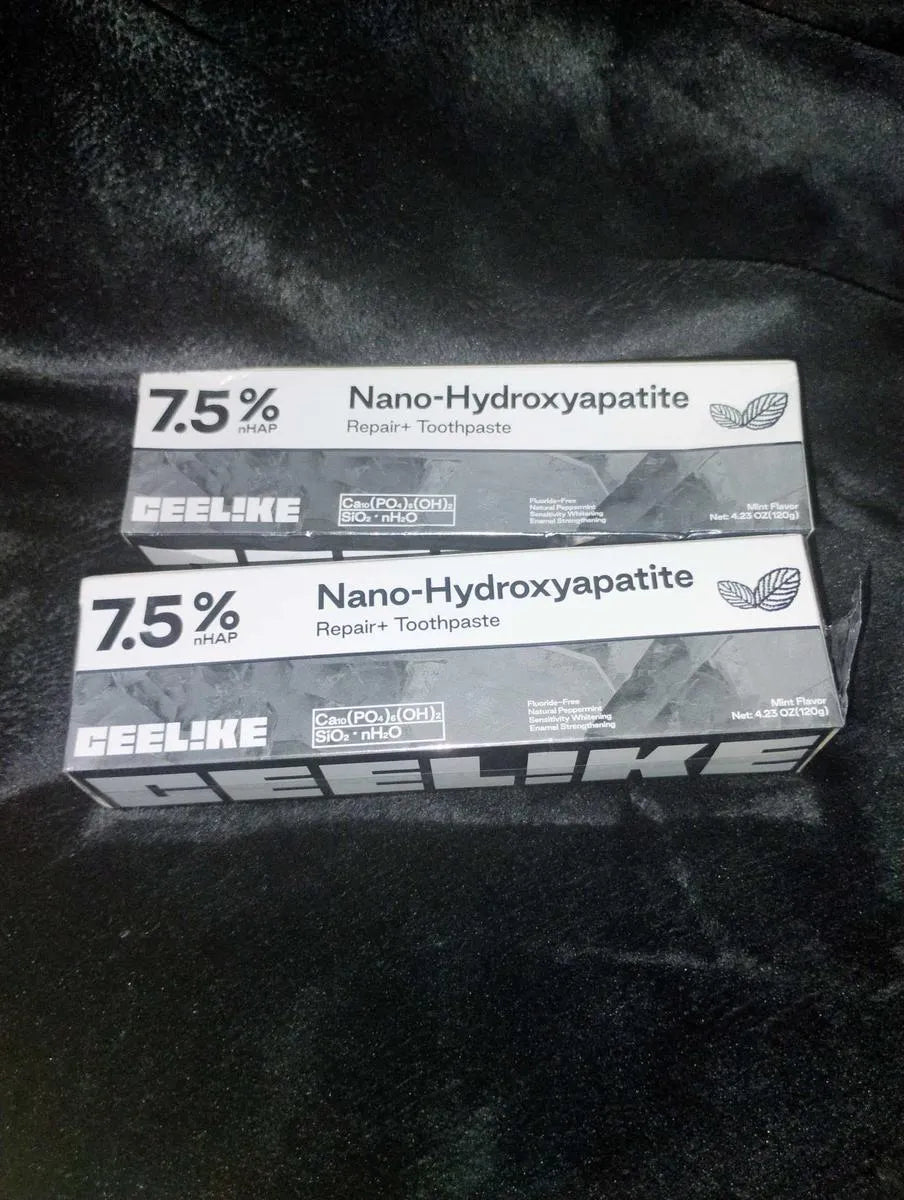 7.5%
nHAP
Nano-Hydroxyapatite
Repair+ Toothpaste
GEEL!KE
Ca₁₀(PO₄)₆(OH)₂
SiO₂·nH₂O
Fluoride-Free
Natural Peppermint
Sensitivity Whitening
Enamel Strengthening
Mint Flavor
Net: 4.23 OZ(120g)
7.5%
nHAP
Nano-Hydroxyapatite
Repair+ Toothpaste
GEEL!KE
Ca₁₀(PO₄)₆(OH)₂
SiO₂·nH₂O
Fluoride-Free
Natural Peppermint
Sensitivity Whitening
Enamel Strengthening
Mint Flavor
Net: 4.23 OZ(120g)
GEEL!KE